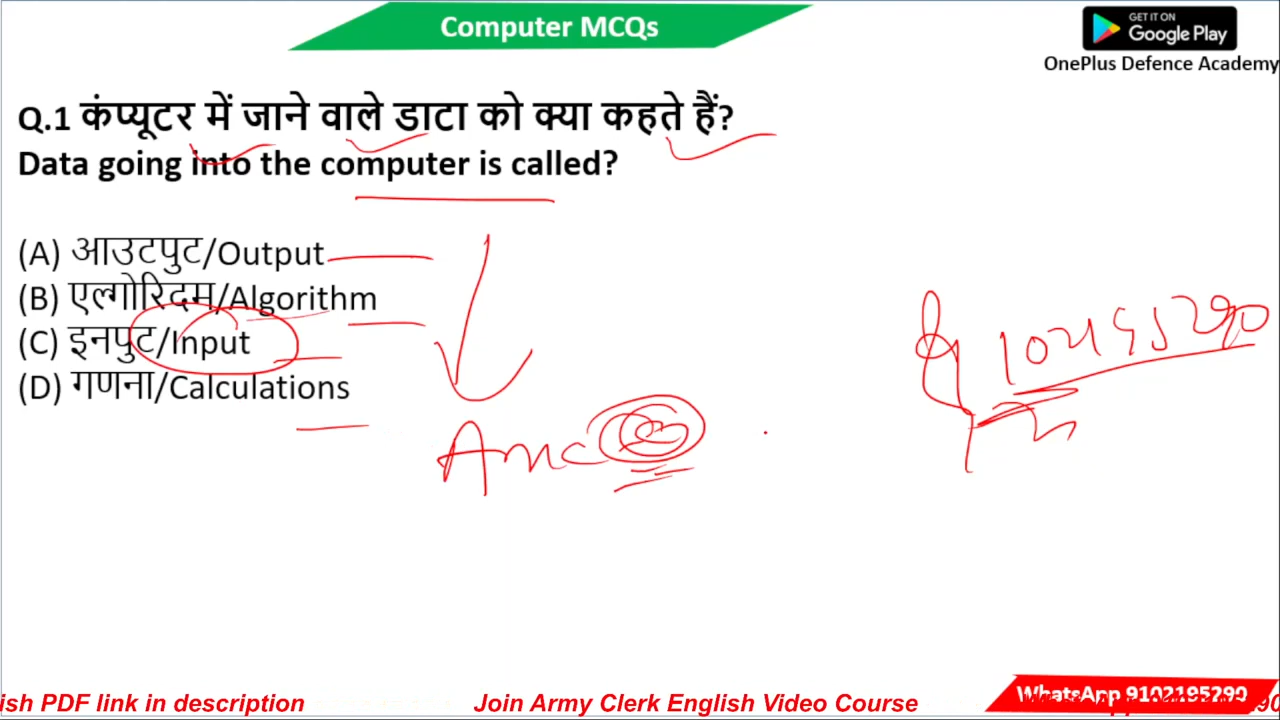 Computer MCQs
GET IT ON
Google Play
OnePlus Defence Academy
Q.1 कंप्यूटर में जाने वाले डाटा को क्या कहते हैं?
Data going into the computer is called?
(A) आउटपुट/Output
(B) एल्गोरिदम/Algorithm
(C) इनपुट/Input
(D) गणना/Calculations
WhatsApp 9102195290
ish PDF link in description
Join Army Clerk English Video Course